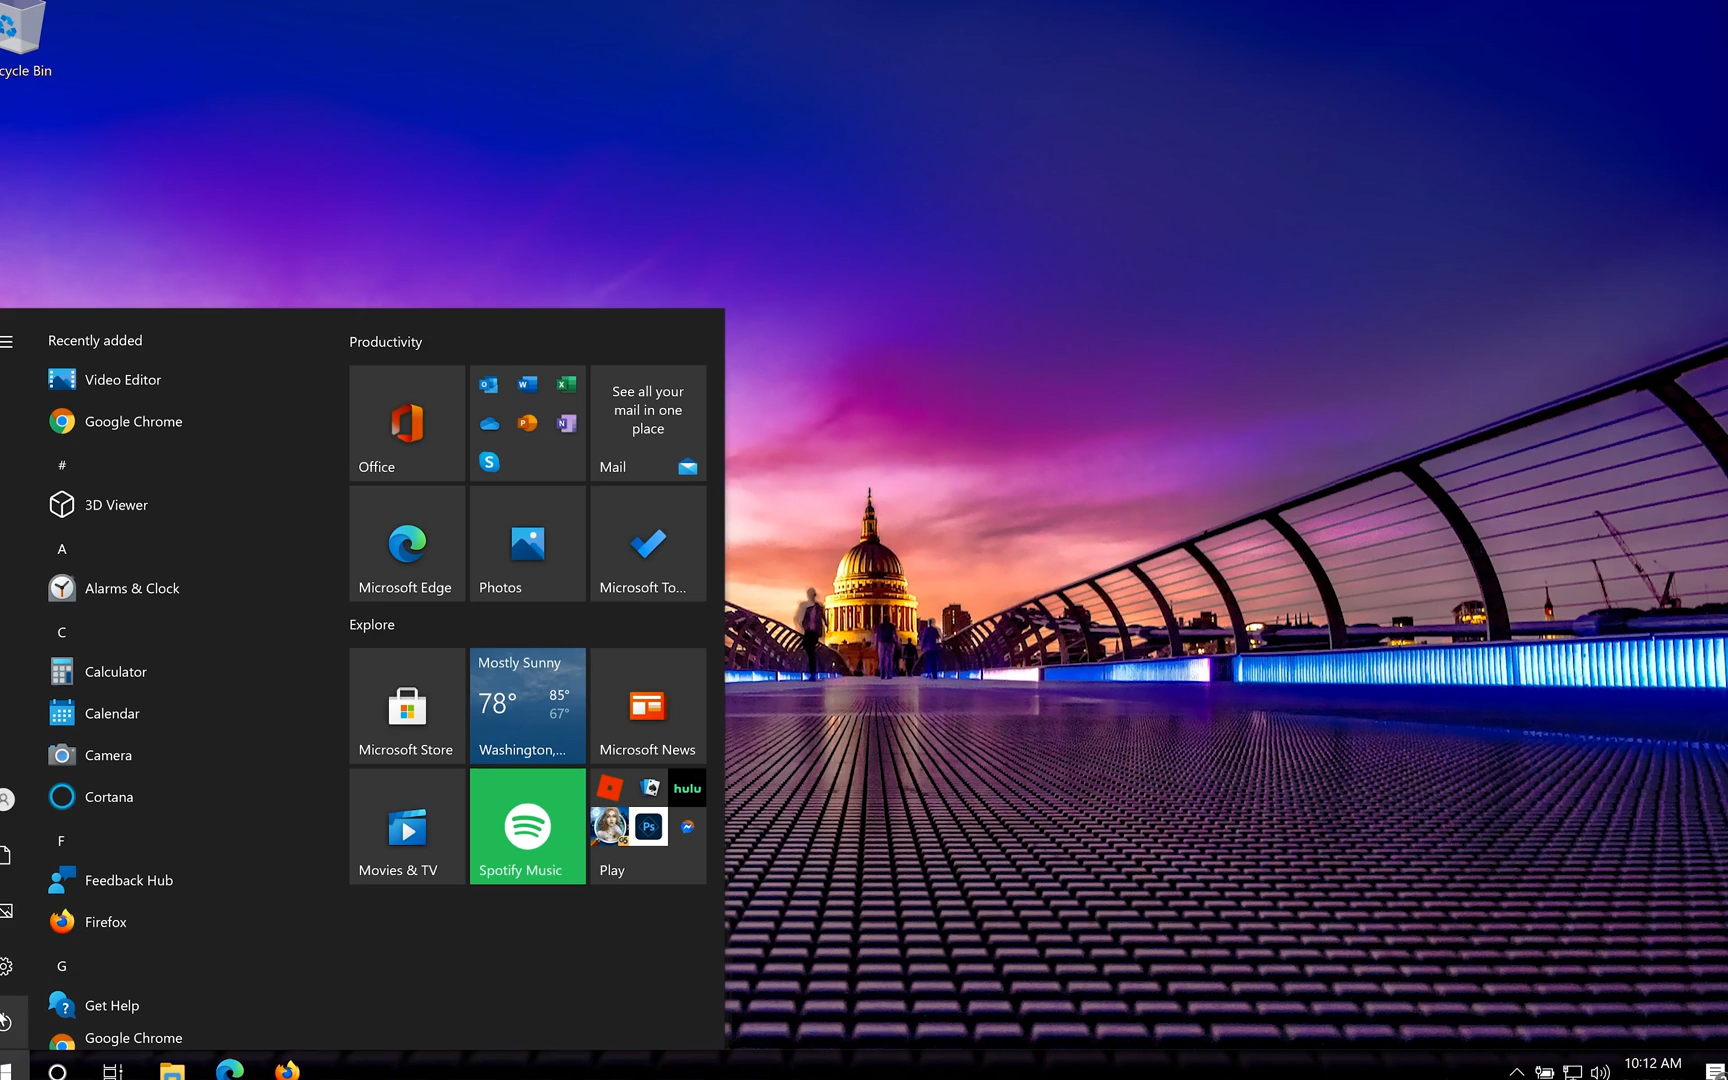 cycle Bin
Recently added
Video Editor
Google Chrome
#
3D Viewer
A
Alarms & Clock
C
Calculator
Calendar
Camera
Cortana
F
Feedback Hub
Firefox
G
Get Help
Google Chrome
Productivity
Office
See all your
mail in one
place
Mail
Microsoft Edge
Photos
Microsoft To...
Explore
Microsoft Store
Mostly Sunny
78°
85°
67°
Washington,...
Microsoft News
Movies & TV
Spotify Music
hulu
Ps
Play
10:12 AM